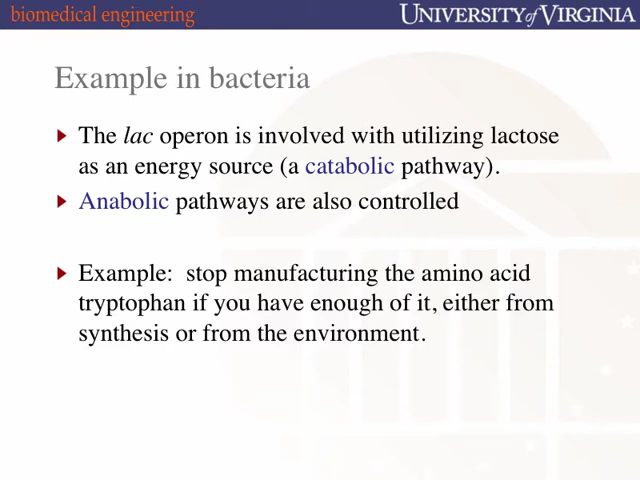 biomedical engineering
UNIVERSITY of VIRGINIA
Example in bacteria
The lac operon is involved with utilizing lactose
as an energy source (a catabolic pathway).
Anabolic pathways are also controlled
Example:  stop manufacturing the amino acid
tryptophan if you have enough of it, either from
synthesis or from the environment.